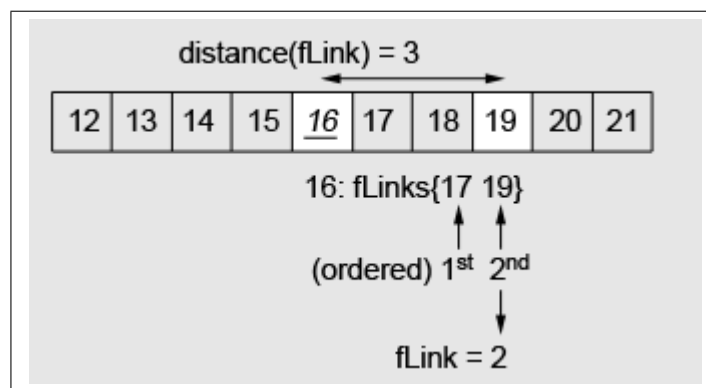 distance(fLink) = 3
12 13 14 15 16 17 18 19 20 21
16: fLinks{17 19}
(ordered) 1st 2nd
fLink = 2